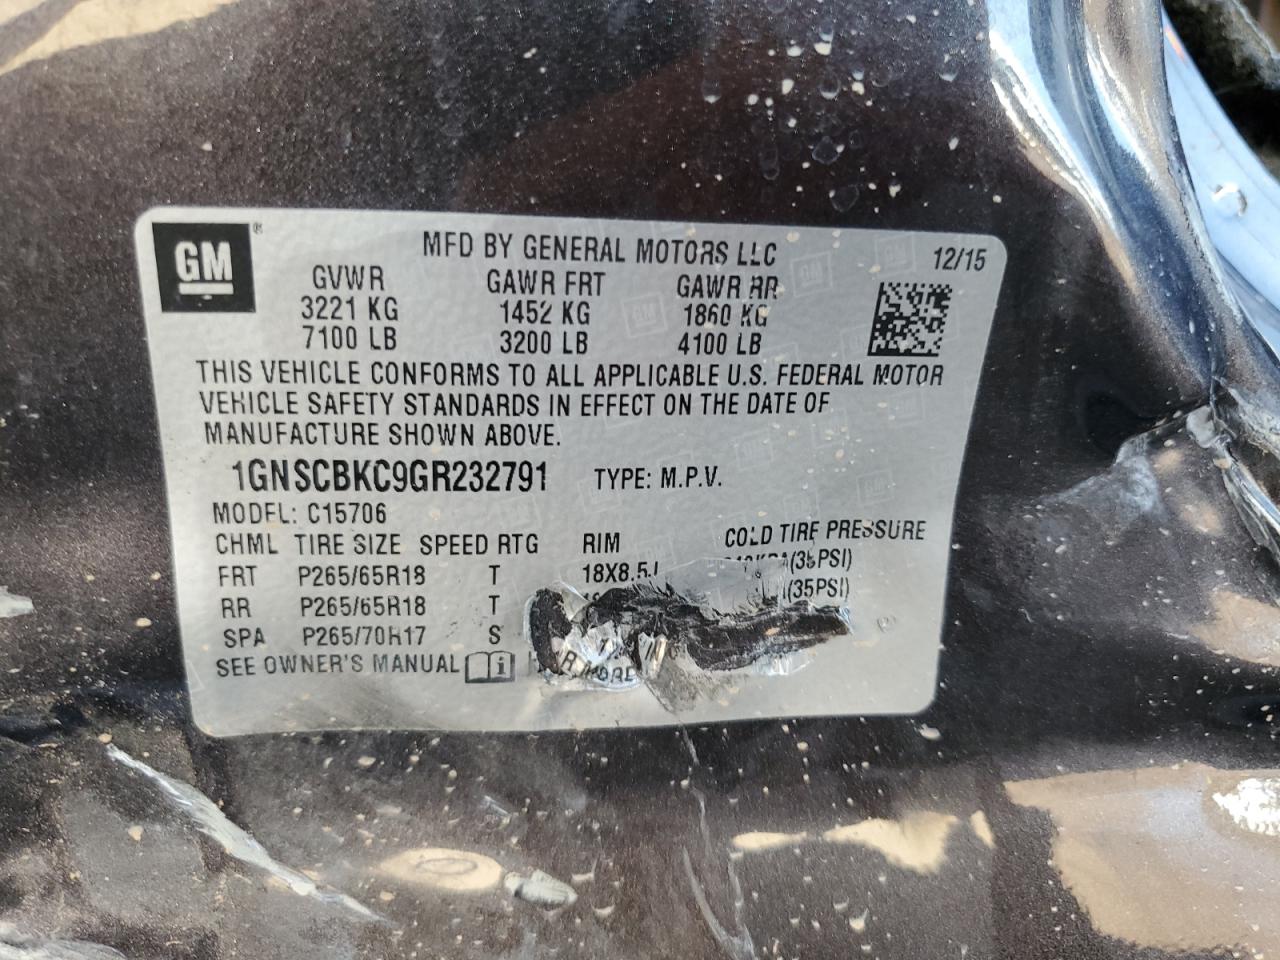 GM®
MFD BY GENERAL MOTORS LLC 12/15
GVWR GAWR FRT GAWR RR
3221 KG 1452 KG 1860 KG
7100 LB 3200 LB 4100 LB
THIS VEHICLE CONFORMS TO ALL APPLICABLE U.S. FEDERAL MOTOR
VEHICLE SAFETY STANDARDS IN EFFECT ON THE DATE OF
MANUFACTURE SHOWN ABOVE.
1GNSCBKC9GR232791 TYPE: M.P.V.
MODEL: C15706
CHML TIRE SIZE SPEED RTG RIM COLD TIRE PRESSURE
FRT P265/65R18 T 18X8.5J (35PSI)
RR P265/65R18 T (35PSI)
SPA P265/70R17 S
SEE OWNER'S MANUAL MORE